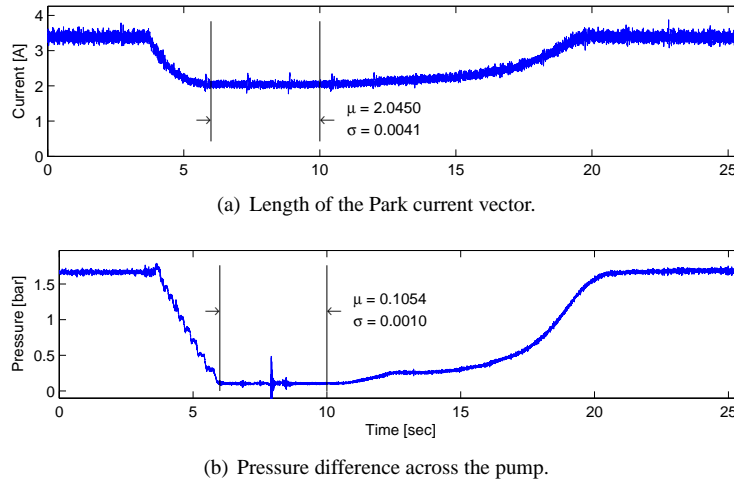 4
3
2
1
0
Current [A]
μ = 2.0450
σ = 0.0041
0 5 10 15 20 25
(a) Length of the Park current vector.
1.5
1
0.5
0
Pressure [bar]
μ = 0.1054
σ = 0.0010
0 5 10 15 20 25
Time [sec]
(b) Pressure difference across the pump.